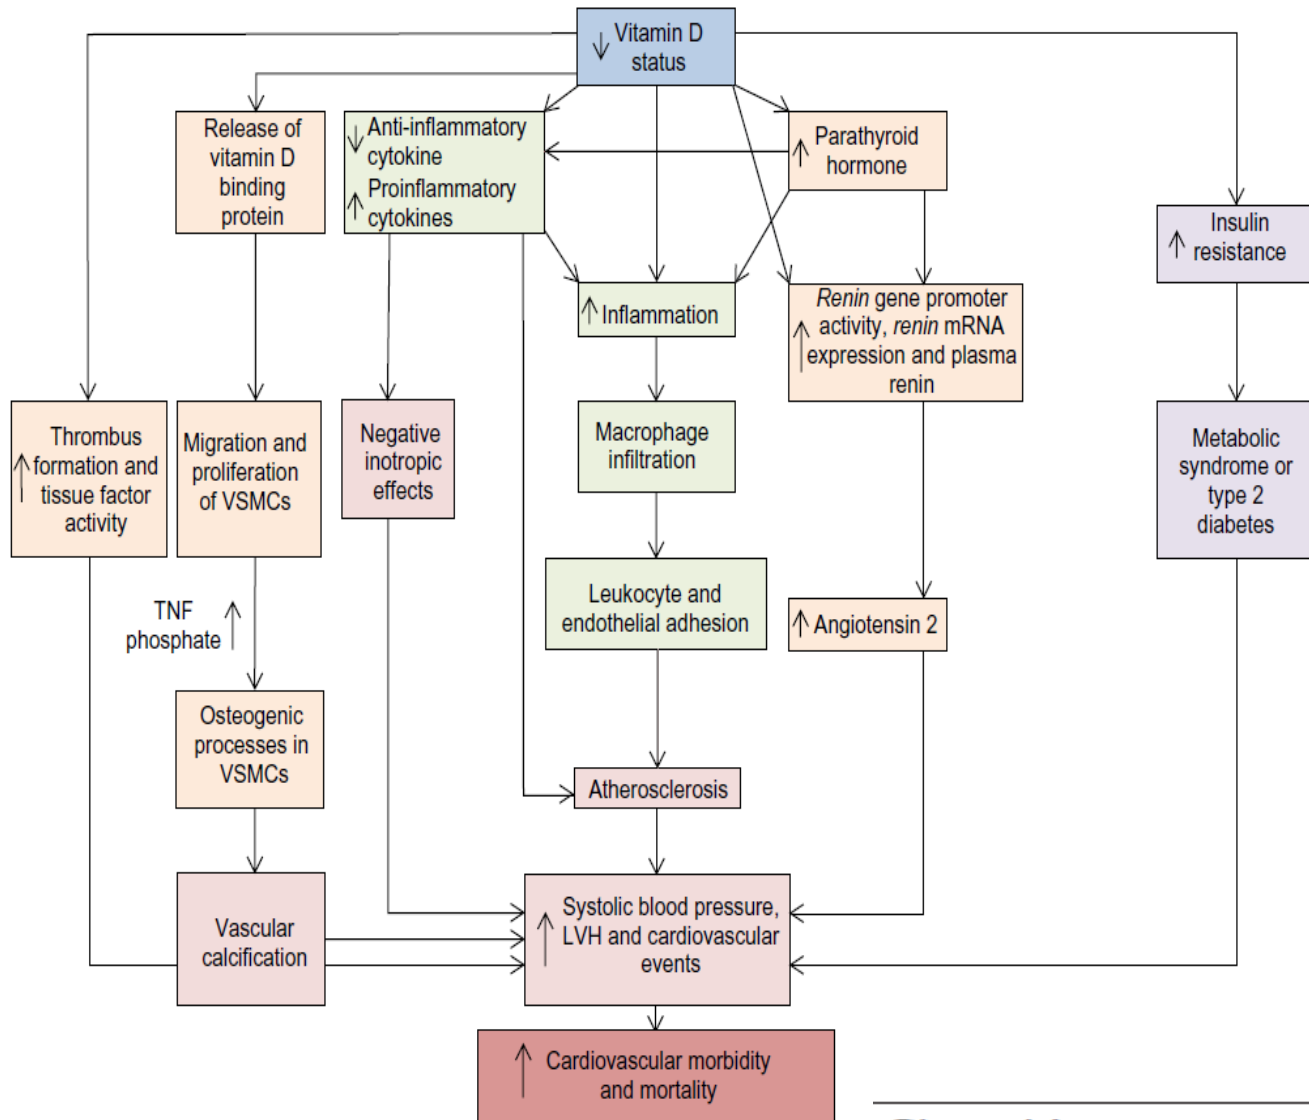 ↓ Vitamin D
status
Release of
vitamin D
binding
protein
↓ Anti-inflammatory
cytokine
↑ Proinflammatory
cytokines
↑ Parathyroid
hormone
↑ Insulin
resistance
↑ Inflammation
Renin gene promoter
activity, renin mRNA
↑ expression and plasma
renin
Thrombus
↑ formation and
tissue factor
activity
Migration and
proliferation
of VSMCs
Negative
inotropic
effects
Macrophage
infiltration
Metabolic
syndrome or
type 2
diabetes
TNF
phosphate ↑
Leukocyte and
endothelial adhesion
↑ Angiotensin 2
Osteogenic
processes in
VSMCs
Atherosclerosis
Vascular
calcification
Systolic blood pressure,
↑ LVH and cardiovascular
events
↑ Cardiovascular morbidity
and mortality